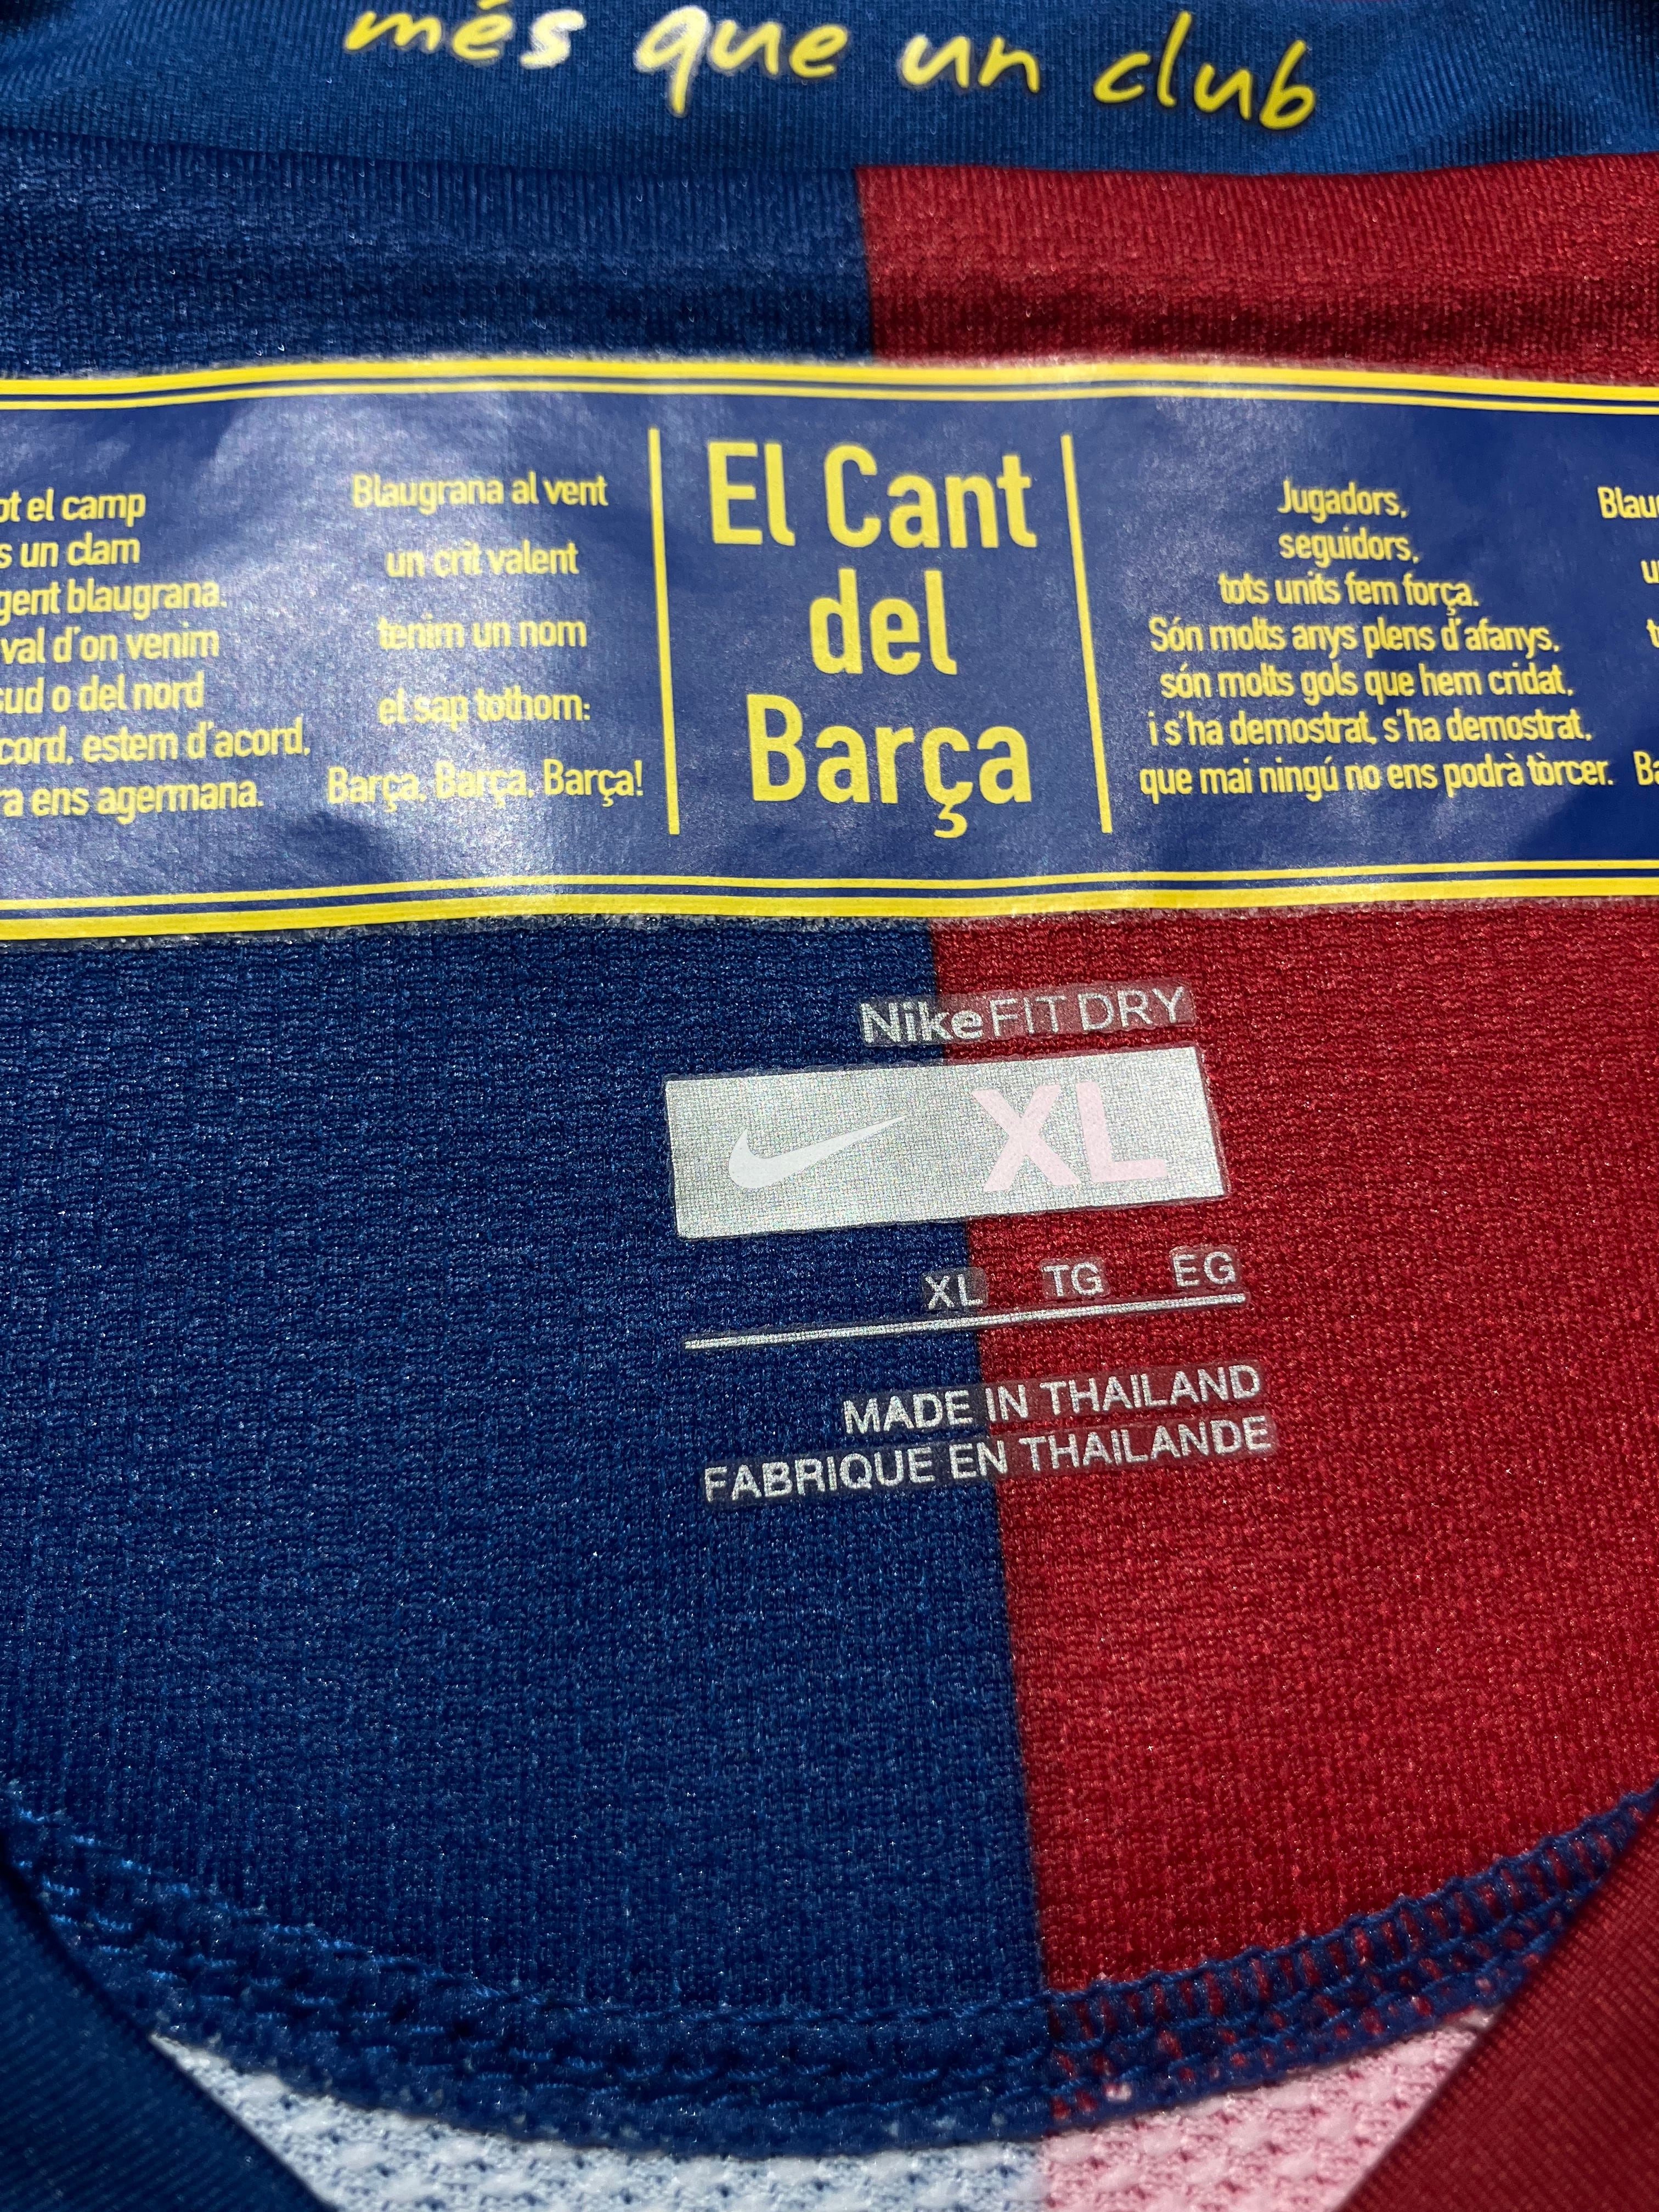 més que un club
el camp
un clam
gent blaugrana.
val d'on venim
sud o del nord
estem d'acord,
ens agermana.
Blaugrana al vent
un crit valent
tenim un nom
el sap tothom:
Barça, Barça, Barça!
El Cant
del
Barça
Jugadors,
seguidors,
tots units fem força.
Són molts anys plens d'afanys,
són molts gols que hem cridat,
i s'ha demostrat, s'ha demostrat,
que mai ningú no ens podrà tòrcer.
NikeFIT DRY
XL
XL TG EG
MADE IN THAILAND
FABRIQUE EN THAILANDE